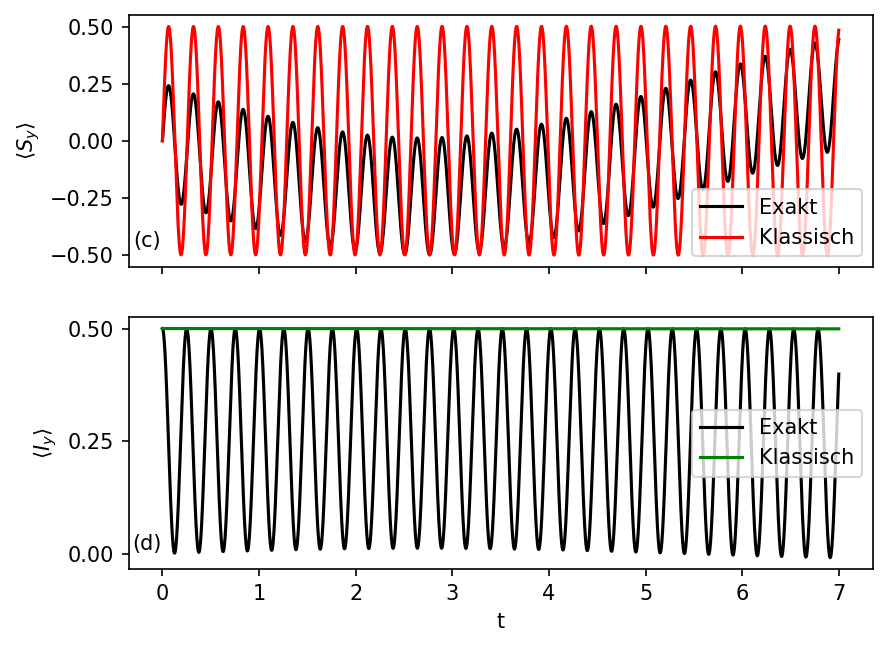 0.50
0.25
0.00
−0.25
−0.50
⟨S_y⟩
(c)
Exakt
Klassisch
0.50
0.25
0.00
⟨I_y⟩
(d)
Exakt
Klassisch
0 1 2 3 4 5 6 7
t